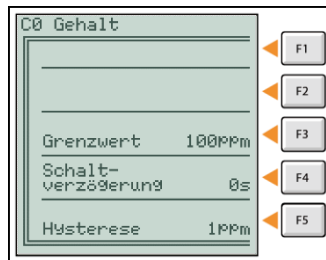 C0 Gehalt
F1
F2
Grenzwert 100ppm
F3
Schalt-
verzögerung 0s
F4
Hysterese 1ppm
F5